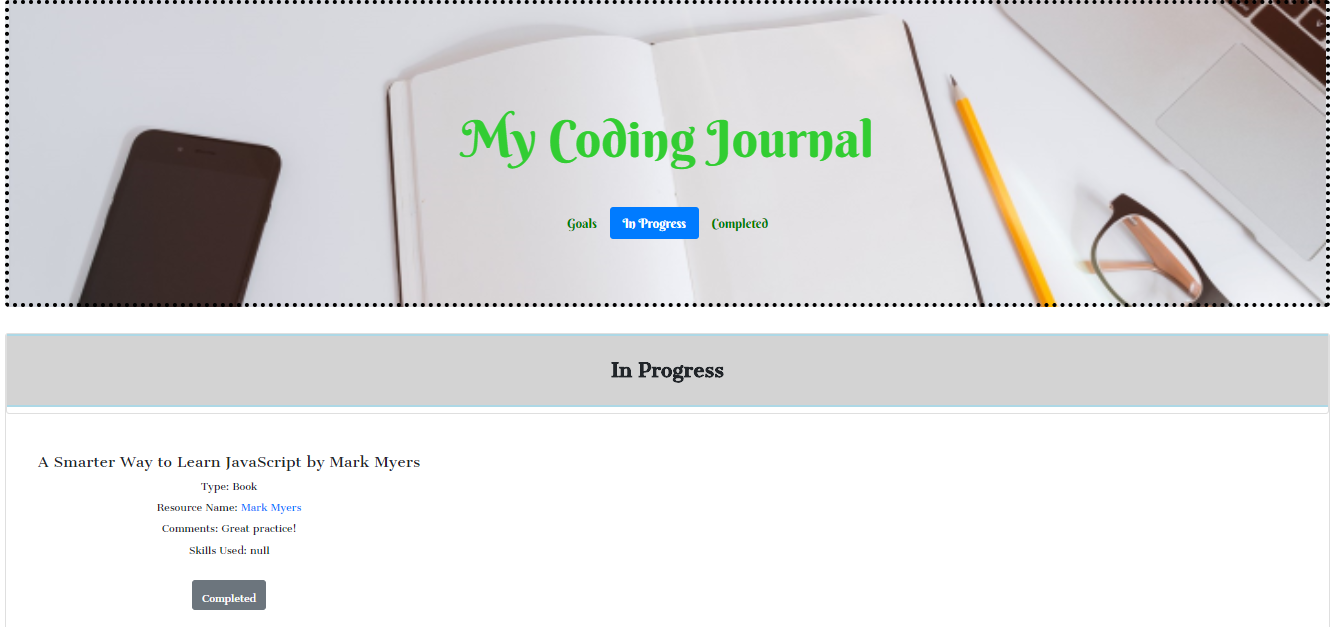 My Coding Journal
Goals In Progress Completed
In Progress
A Smarter Way to Learn JavaScript by Mark Myers
Type: Book
Resource Name: Mark Myers
Comments: Great practice!
Skills Used: null
Completed